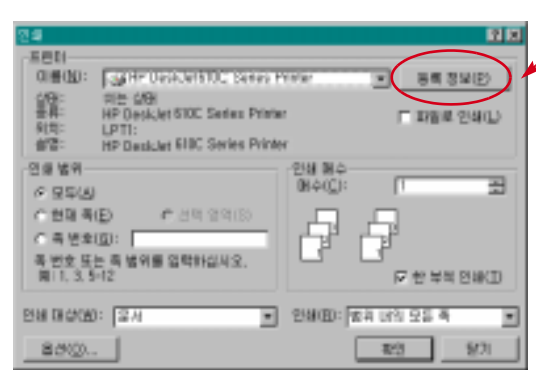 인쇄
프린터
이름(N): HP DeskJet 610C Series Printer 등록 정보(P)
상태: 쉬는 상태
종류: HP DeskJet 610C Series Printer
위치: LPT1: 파일로 인쇄(L)
설명: HP DeskJet 610C Series Printer
인쇄 범위 인쇄 매수
모두(A) 매수(C): 1
현재 쪽(E) 선택 영역(S)
쪽 번호(G):
쪽 번호 또는 쪽 범위를 입력하십시오.
예: 1, 3, 5-12 한 부씩 인쇄(T)
인쇄 대상(W): 문서 인쇄(R): 범위 내의 모든 쪽
옵션(O)... 확인 닫기